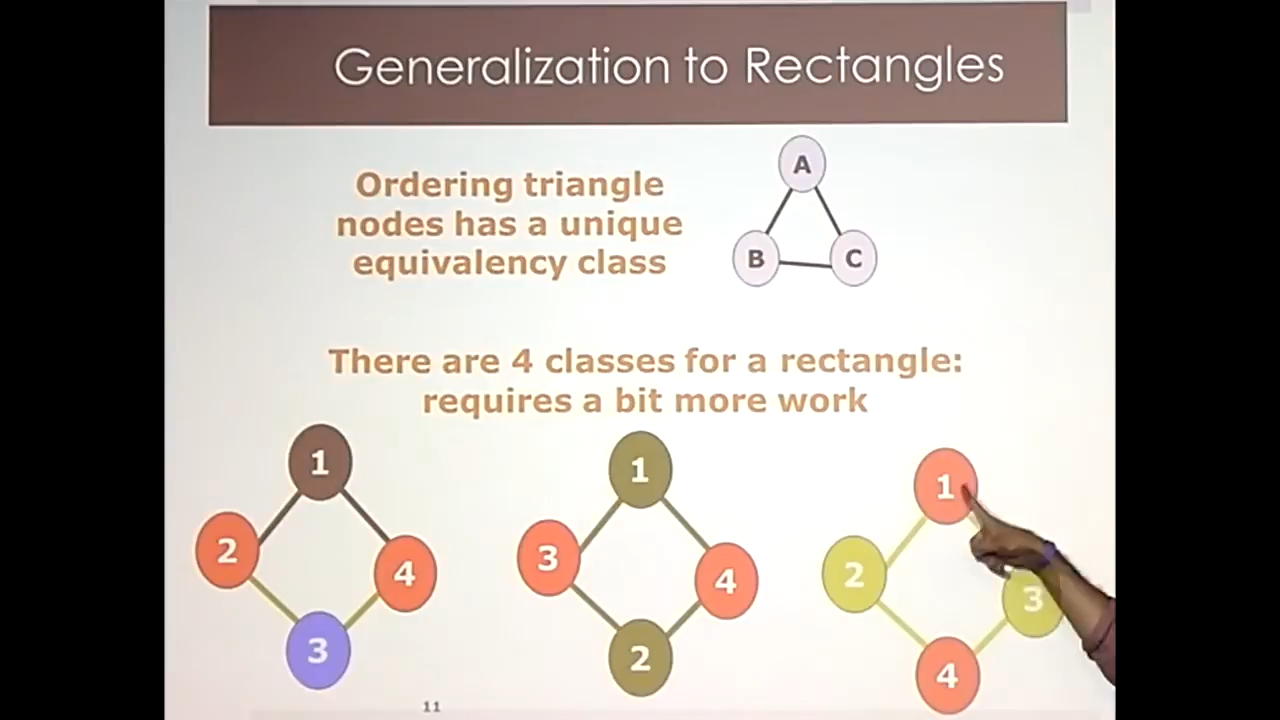 Generalization to Rectangles
Ordering triangle
nodes has a unique
equivalency class
A
B
C
There are 4 classes for a rectangle:
requires a bit more work
1
2
4
3
1
3
4
2
1
2
3
4
11